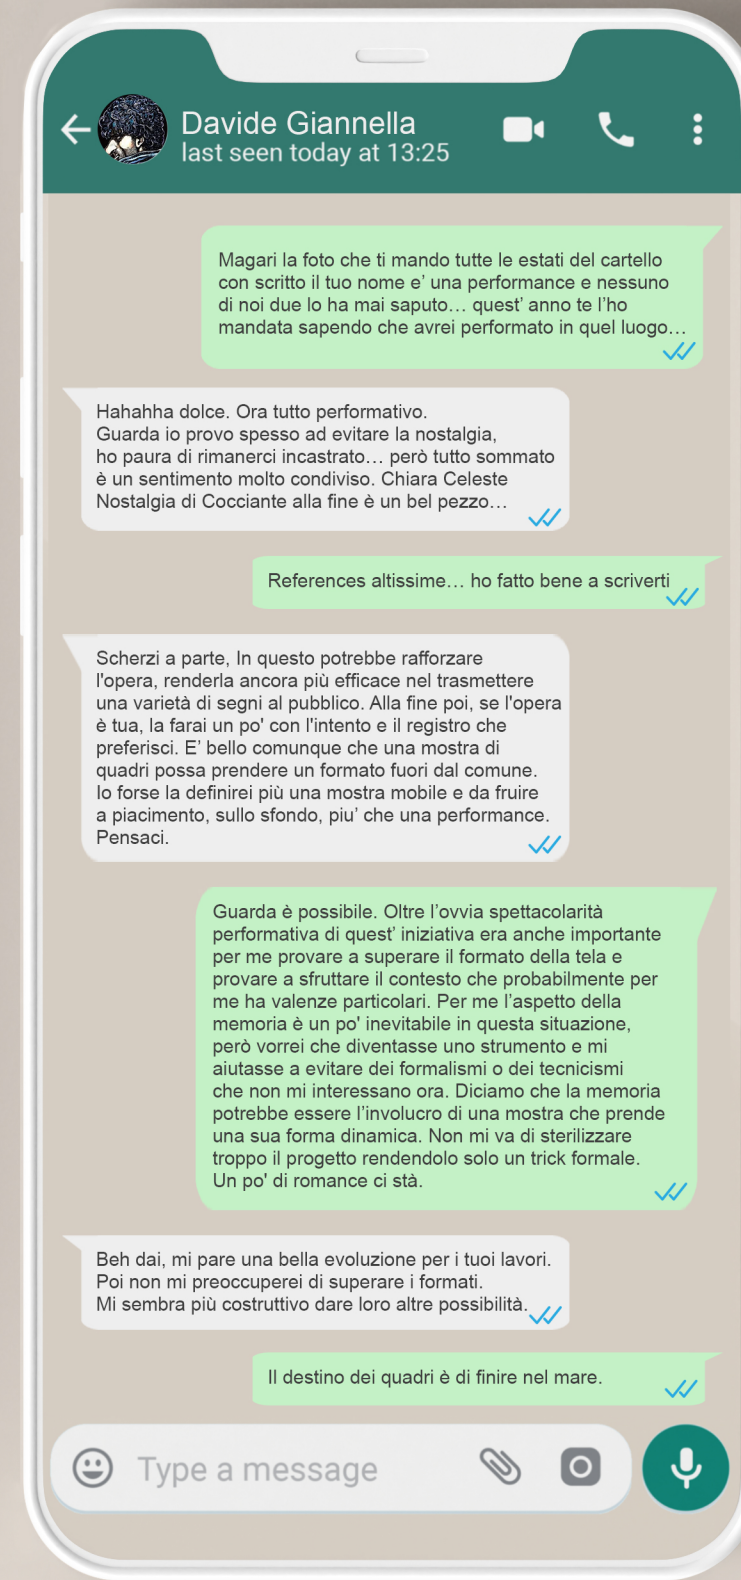 Davide Giannella
last seen today at 13:25
Magari la foto che ti mando tutte le estati del cartello
con scritto il tuo nome e’ una performance e nessuno
di noi due lo ha mai saputo… quest’ anno te l’ho
mandata sapendo che avrei performato in quel luogo…
Hahahha dolce. Ora tutto performativo.
Guarda io provo spesso ad evitare la nostalgia,
ho paura di rimanerci incastrato… però tutto sommato
è un sentimento molto condiviso. Chiara Celeste
Nostalgia di Cocciante alla fine è un bel pezzo…
References altissime… ho fatto bene a scriverti
Scherzi a parte, In questo potrebbe rafforzare
l'opera, renderla ancora più efficace nel trasmettere
una varietà di segni al pubblico. Alla fine poi, se l'opera
è tua, la farai un po' con l'intento e il registro che
preferisci. E’ bello comunque che una mostra di
quadri possa prendere un formato fuori dal comune.
Io forse la definirei più una mostra mobile e da fruire
a piacimento, sullo sfondo, piu’ che una performance.
Pensaci.
Guarda è possibile. Oltre l’ovvia spettacolarità
performativa di quest’ iniziativa era anche importante
per me provare a superare il formato della tela e
provare a sfruttare il contesto che probabilmente per
me ha valenze particolari. Per me l’aspetto della
memoria è un po' inevitabile in questa situazione,
però vorrei che diventasse uno strumento e mi
aiutasse a evitare dei formalismi o dei tecnicismi
che non mi interessano ora. Diciamo che la memoria
potrebbe essere l’involucro di una mostra che prende
una sua forma dinamica. Non mi va di sterilizzare
troppo il progetto rendendolo solo un trick formale.
Un po' di romance ci stà.
Beh dai, mi pare una bella evoluzione per i tuoi lavori.
Poi non mi preoccuperei di superare i formati.
Mi sembra più costruttivo dare loro altre possibilità.
Il destino dei quadri è di finire nel mare.
Type a message